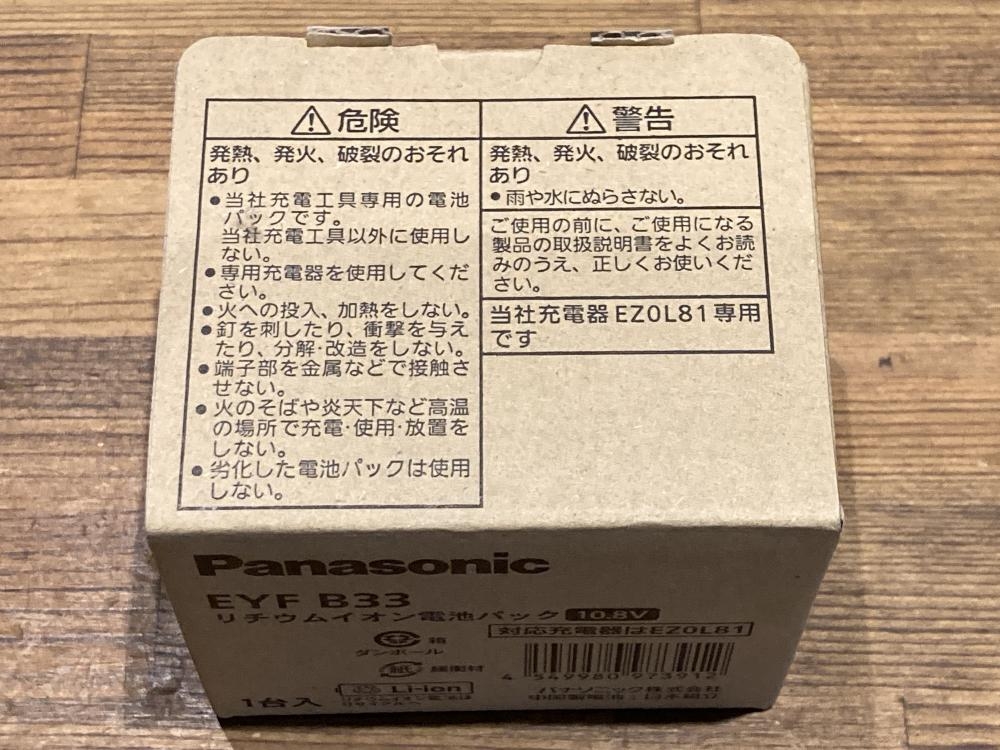 ⚠危険
発熱、発火、破裂のおそれ
あり
●当社充電工具専用の電池
パックです。
当社充電工具以外に使用し
ない。
●専用充電器を使用してくだ
さい。
●火への投入、加熱をしない。
●釘を刺したり、衝撃を与え
たり、分解・改造をしない。
●端子部を金属などで接触さ
せない。
●火のそばや炎天下など高温
の場所で充電・使用・放置を
しない。
●劣化した電池パックは使用
しない。
⚠警告
発熱、発火、破裂のおそれ
あり
●雨や水にぬらさない。
ご使用の前に、ご使用になる
製品の取扱説明書をよくお読
みのうえ、正しくお使いくだ
さい。
当社充電器EZ0L81専用
です
Panasonic
EYF B33
リチウムイオン電池パック 10.8V
対応充電器はEZ0L81
箱
ダンボール
紙 緩衝材
4 549980 973912
Li-ion
1台入
パナソニック株式会社